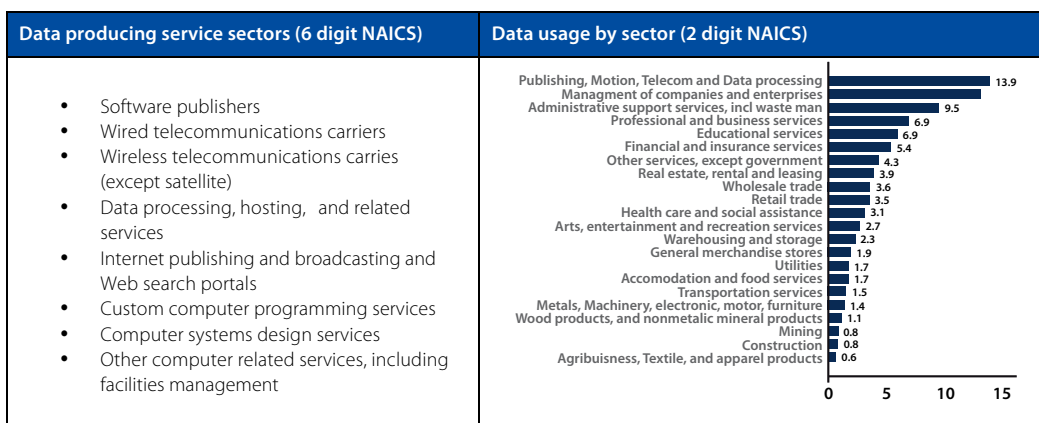 Data producing service sectors (6 digit NAICS)
• Software publishers
• Wired telecommunications carriers
• Wireless telecommunications carries
(except satellite)
• Data processing, hosting, and related
services
• Internet publishing and broadcasting and
Web search portals
• Custom computer programming services
• Computer systems design services
• Other computer related services, including
facilities management
Data usage by sector (2 digit NAICS)
Publishing, Motion, Telecom and Data processing 13.9
Managment of companies and enterprises
Administrative support services, incl waste man 9.5
Professional and business services 6.9
Educational services 6.9
Financial and insurance services 5.4
Other services, except government 4.3
Real estate, rental and leasing 3.9
Wholesale trade 3.6
Retail trade 3.5
Health care and social assistance 3.1
Arts, entertainment and recreation services 2.7
Warehousing and storage 2.3
General merchandise stores 1.9
Utilities 1.7
Accomodation and food services 1.7
Transportation services 1.5
Metals, Machinery, electronic, motor, furniture 1.4
Wood products, and nonmetalic mineral products 1.1
Mining 0.8
Construction 0.8
Agribuisness, Textile, and apparel products 0.6
0 5 10 15